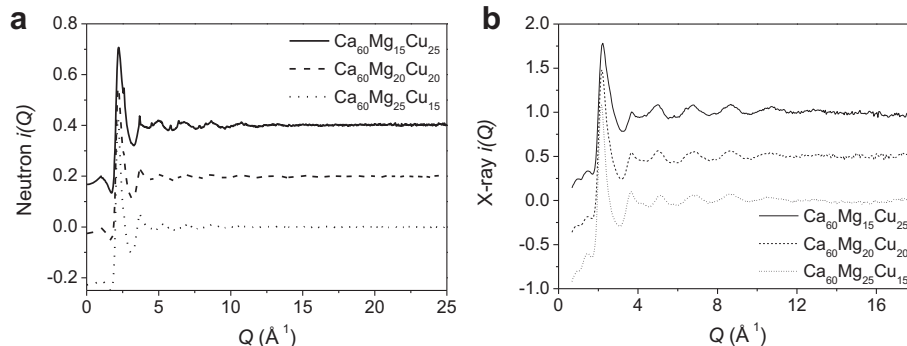 a
0.8
0.6
0.4
0.2
0.0
-0.2
Neutron i(Q)
Ca60Mg15Cu25
Ca60Mg20Cu20
Ca60Mg25Cu15
0 5 10 15 20 25
Q (Å¹)
b
2.0
1.5
1.0
0.5
0.0
-0.5
-1.0
X-ray i(Q)
Ca60Mg15Cu25
Ca60Mg20Cu20
Ca60Mg25Cu15
0 4 8 12 16
Q (Å¹)